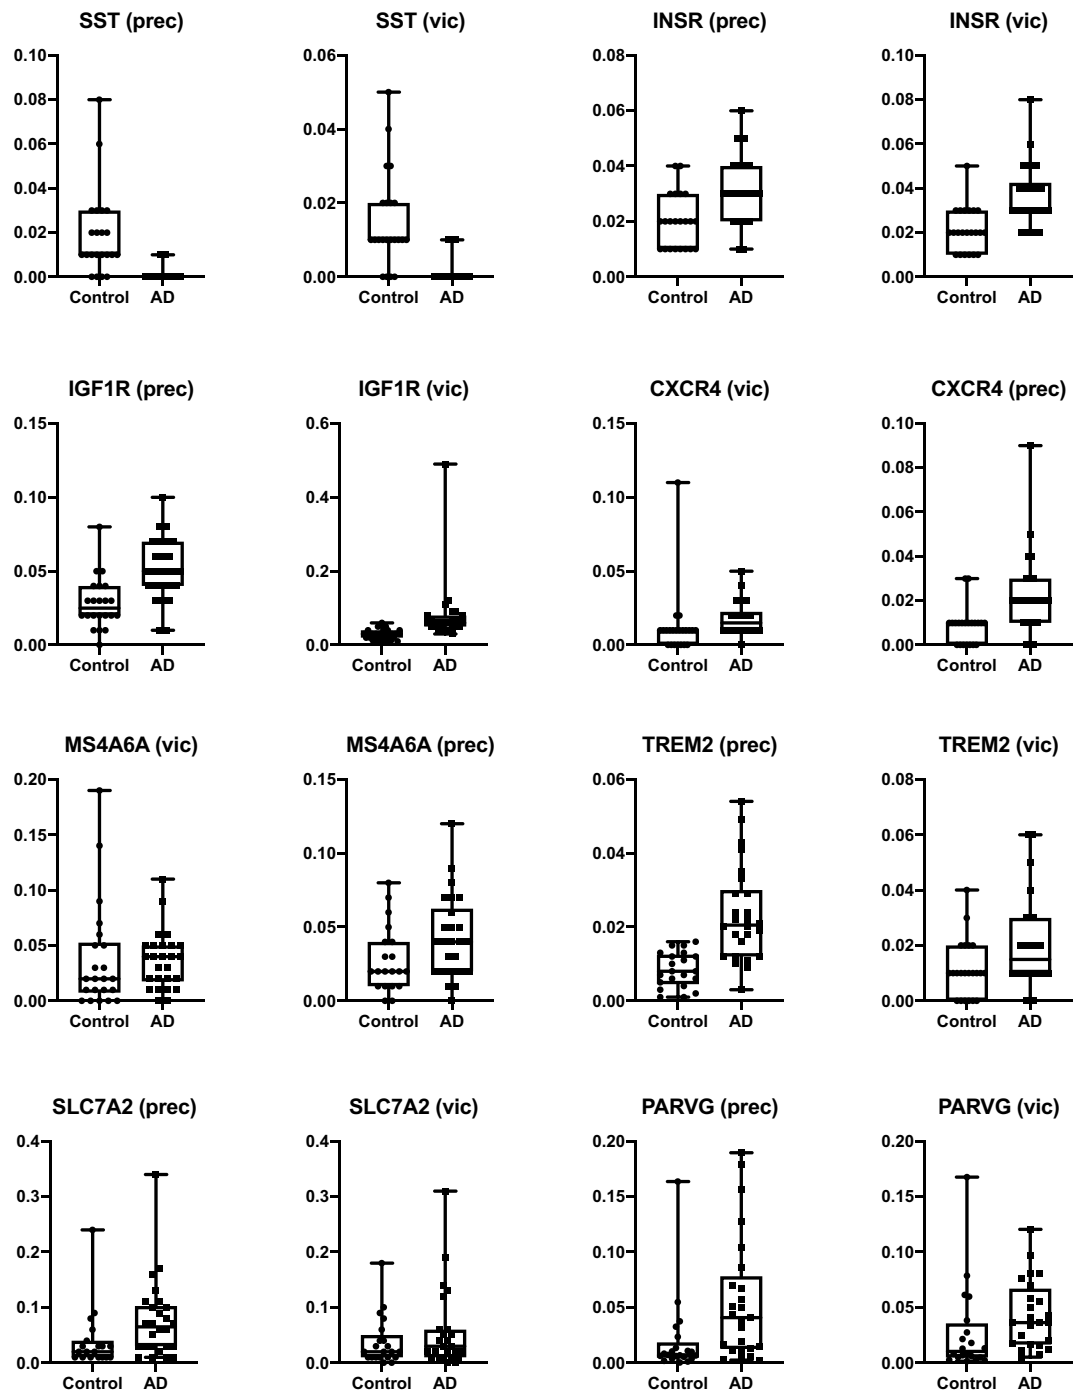 SST (prec)
0.10
0.08
0.06
0.04
0.02
0.00
Control AD
SST (vic)
0.06
0.04
0.02
0.00
Control AD
INSR (prec)
0.08
0.06
0.04
0.02
0.00
Control AD
INSR (vic)
0.10
0.08
0.06
0.04
0.02
0.00
Control AD
IGF1R (prec)
0.15
0.10
0.05
0.00
Control AD
IGF1R (vic)
0.6
0.4
0.2
0.0
Control AD
CXCR4 (vic)
0.15
0.10
0.05
0.00
Control AD
CXCR4 (prec)
0.10
0.08
0.06
0.04
0.02
0.00
Control AD
MS4A6A (vic)
0.20
0.15
0.10
0.05
0.00
Control AD
MS4A6A (prec)
0.15
0.10
0.05
0.00
Control AD
TREM2 (prec)
0.06
0.04
0.02
0.00
Control AD
TREM2 (vic)
0.08
0.06
0.04
0.02
0.00
Control AD
SLC7A2 (prec)
0.4
0.3
0.2
0.1
0.0
Control AD
SLC7A2 (vic)
0.4
0.3
0.2
0.1
0.0
Control AD
PARVG (prec)
0.20
0.15
0.10
0.05
0.00
Control AD
PARVG (vic)
0.20
0.15
0.10
0.05
0.00
Control AD